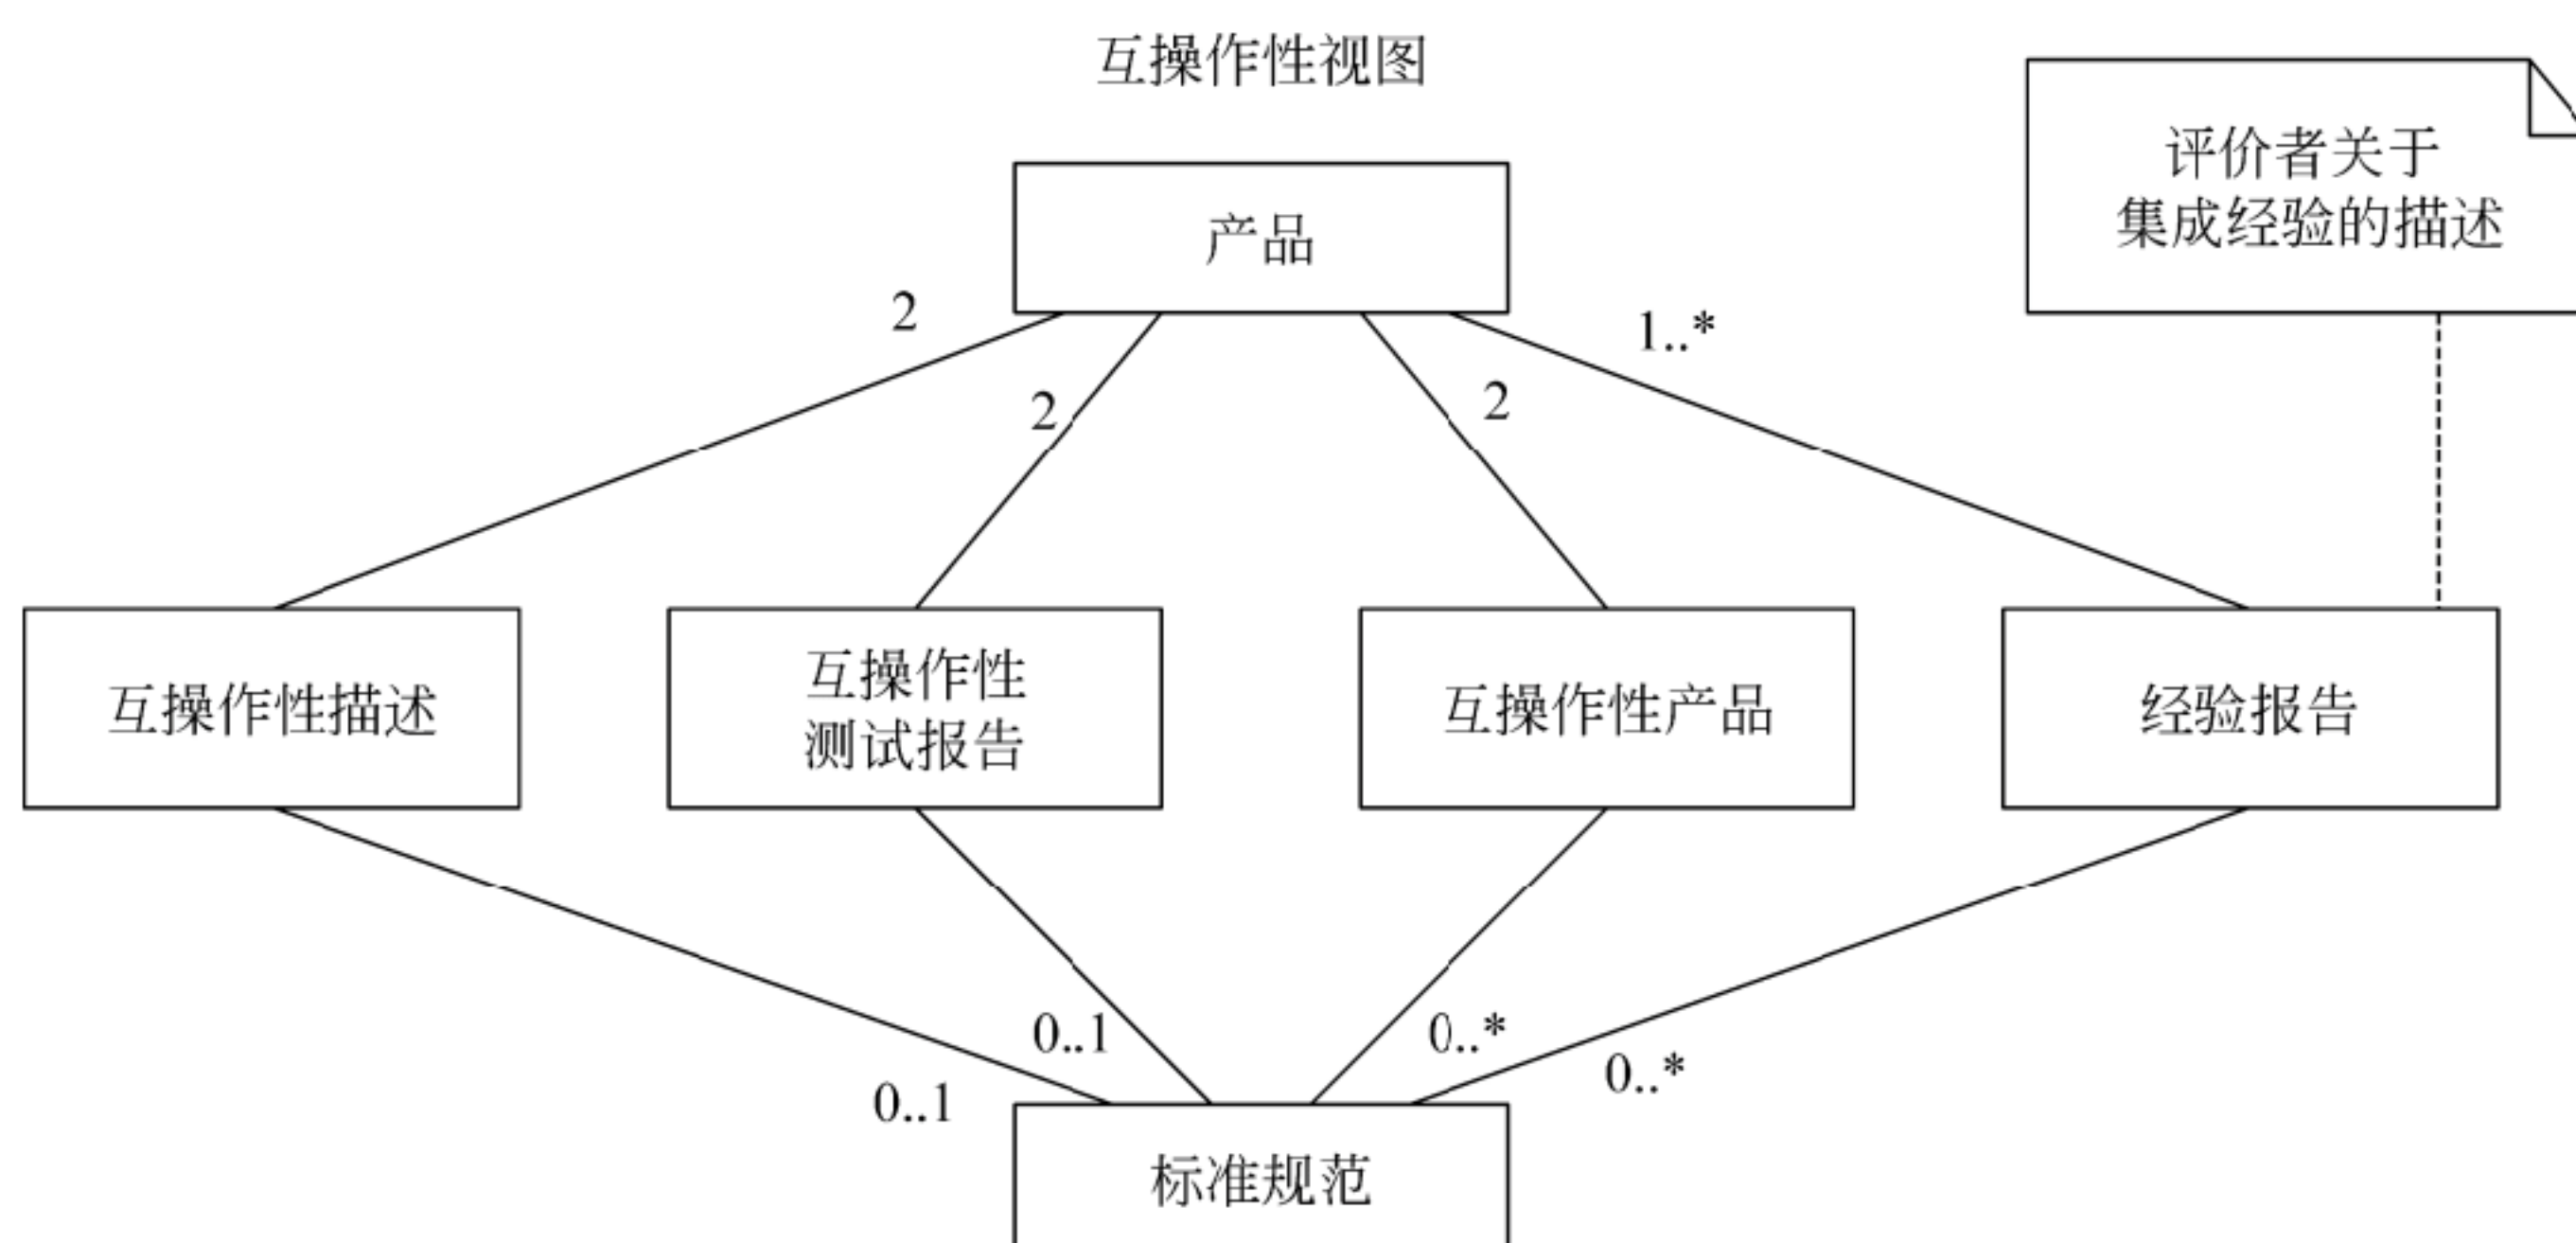 互操作性视图
评价者关于
集成经验的描述
产品
2
1..*
2
2
互操作性描述
互操作性
测试报告
互操作性产品
经验报告
0..1
0..*
0..*
0..1
标准规范